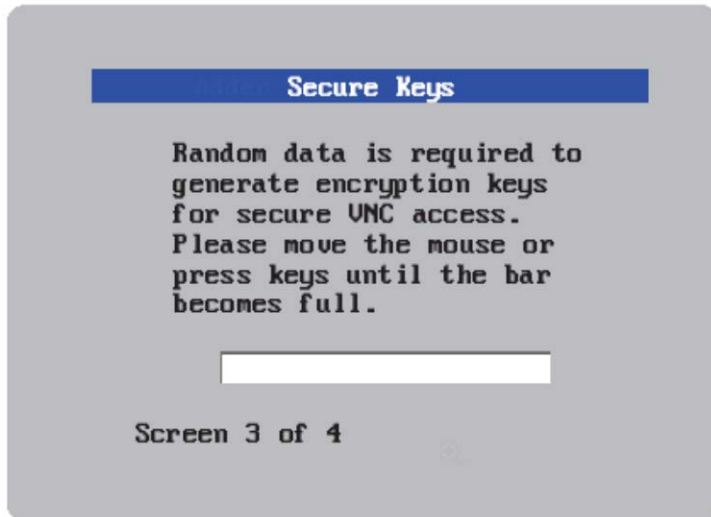 Secure Keys
Random data is required to
generate encryption keys
for secure VNC access.
Please move the mouse or
press keys until the bar
becomes full.
Screen 3 of 4